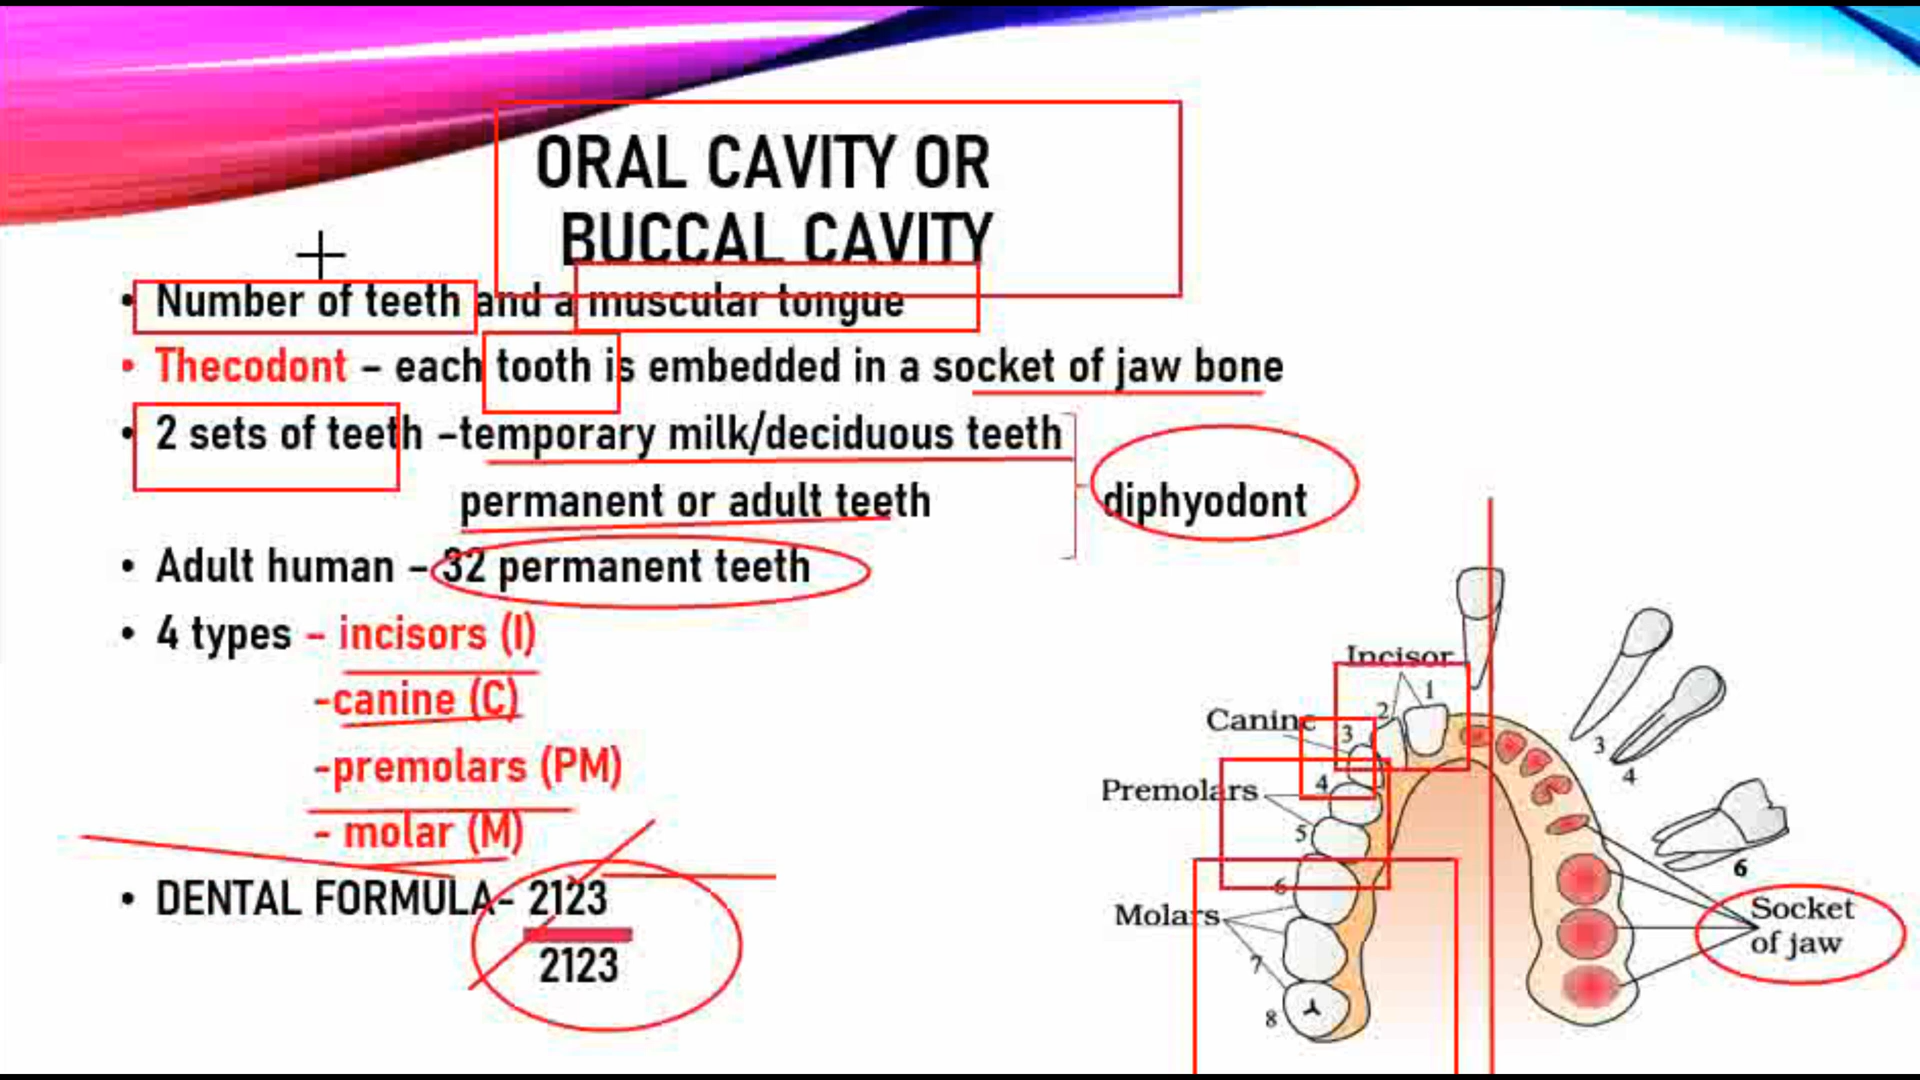 ORAL CAVITY OR
BUCCAL CAVITY
• Number of teeth and a muscular tongue
• Thecodont – each tooth is embedded in a socket of jaw bone
• 2 sets of teeth –temporary milk/deciduous teeth
permanent or adult teeth
diphyodont
• Adult human – 32 permanent teeth
• 4 types – incisors (I)
-canine (C)
-premolars (PM)
- molar (M)
• DENTAL FORMULA- 2123
2123
Incisor
1
2
Canine
3
3
4
Premolars
4
5
6
6
Molars
7
8
Socket
of jaw